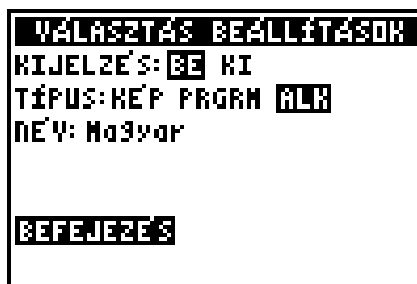 VÁLASZTÁS BEÁLLÍTÁSOK
KIJELZÉS: BE KI
TÍPUS: KÉP PRGRM ALK
NÉV: Magyar
BEFEJEZÉS